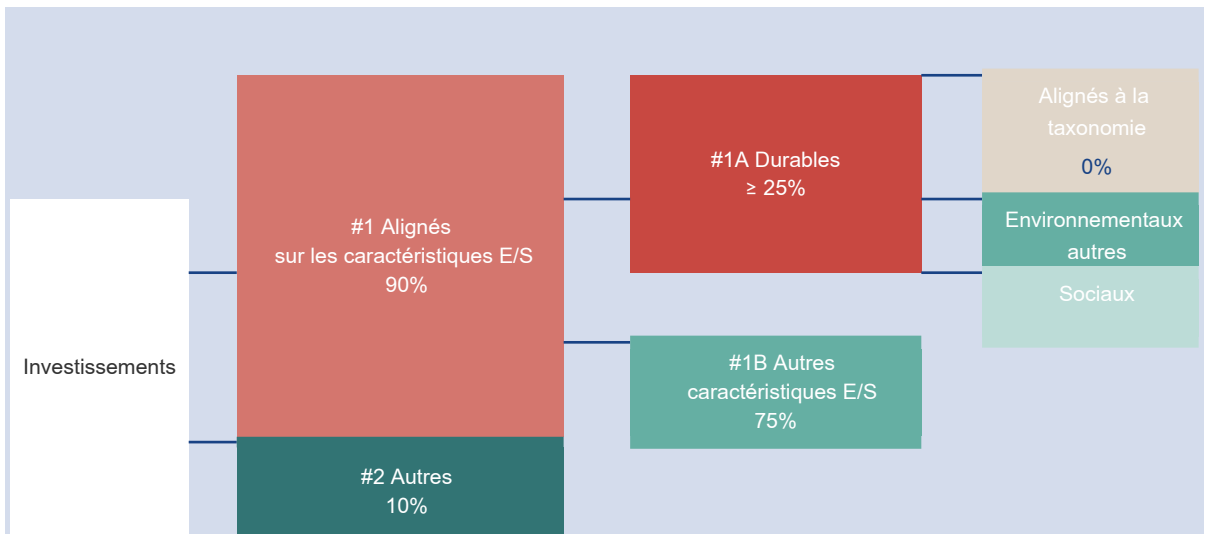 Investissements
#1 Alignés
sur les caractéristiques E/S
90%
#2 Autres
10%
#1A Durables
≥ 25%
#1B Autres
caractéristiques E/S
75%
Alignés à la
taxonomie
0%
Environnementaux
autres
Sociaux